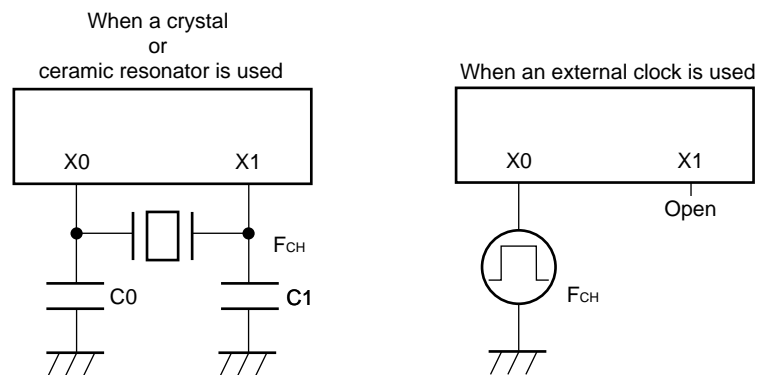 When a crystal
or
ceramic resonator is used
X0 X1
FCH
C0 C1
When an external clock is used
X0 X1
Open
FCH